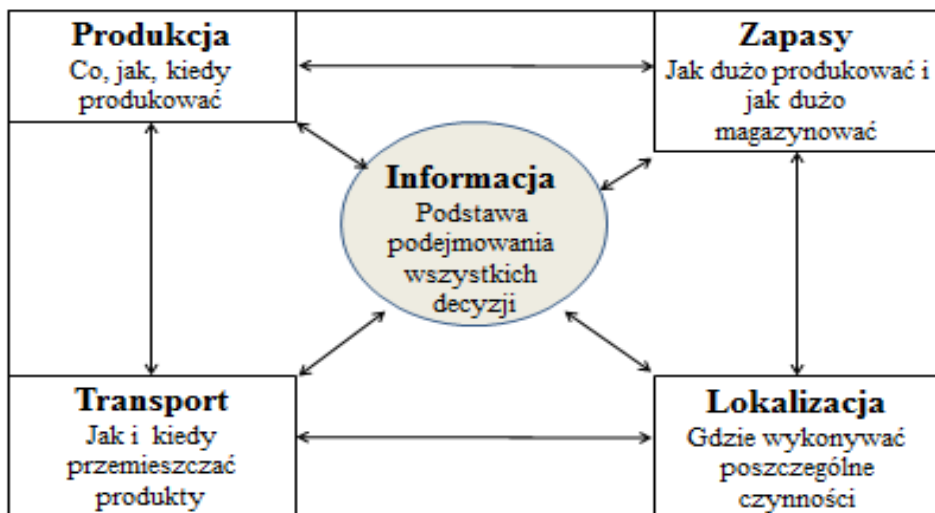 Produkcja
Co, jak, kiedy
produkować
Zapasy
Jak dużo produkować i
jak dużo
magazynować
Informacja
Podstawa
podejmowania
wszystkich
decyzji
Transport
Jak i kiedy
przemieszczać
produkty
Lokalizacja
Gdzie wykonywać
poszczególne
czynności